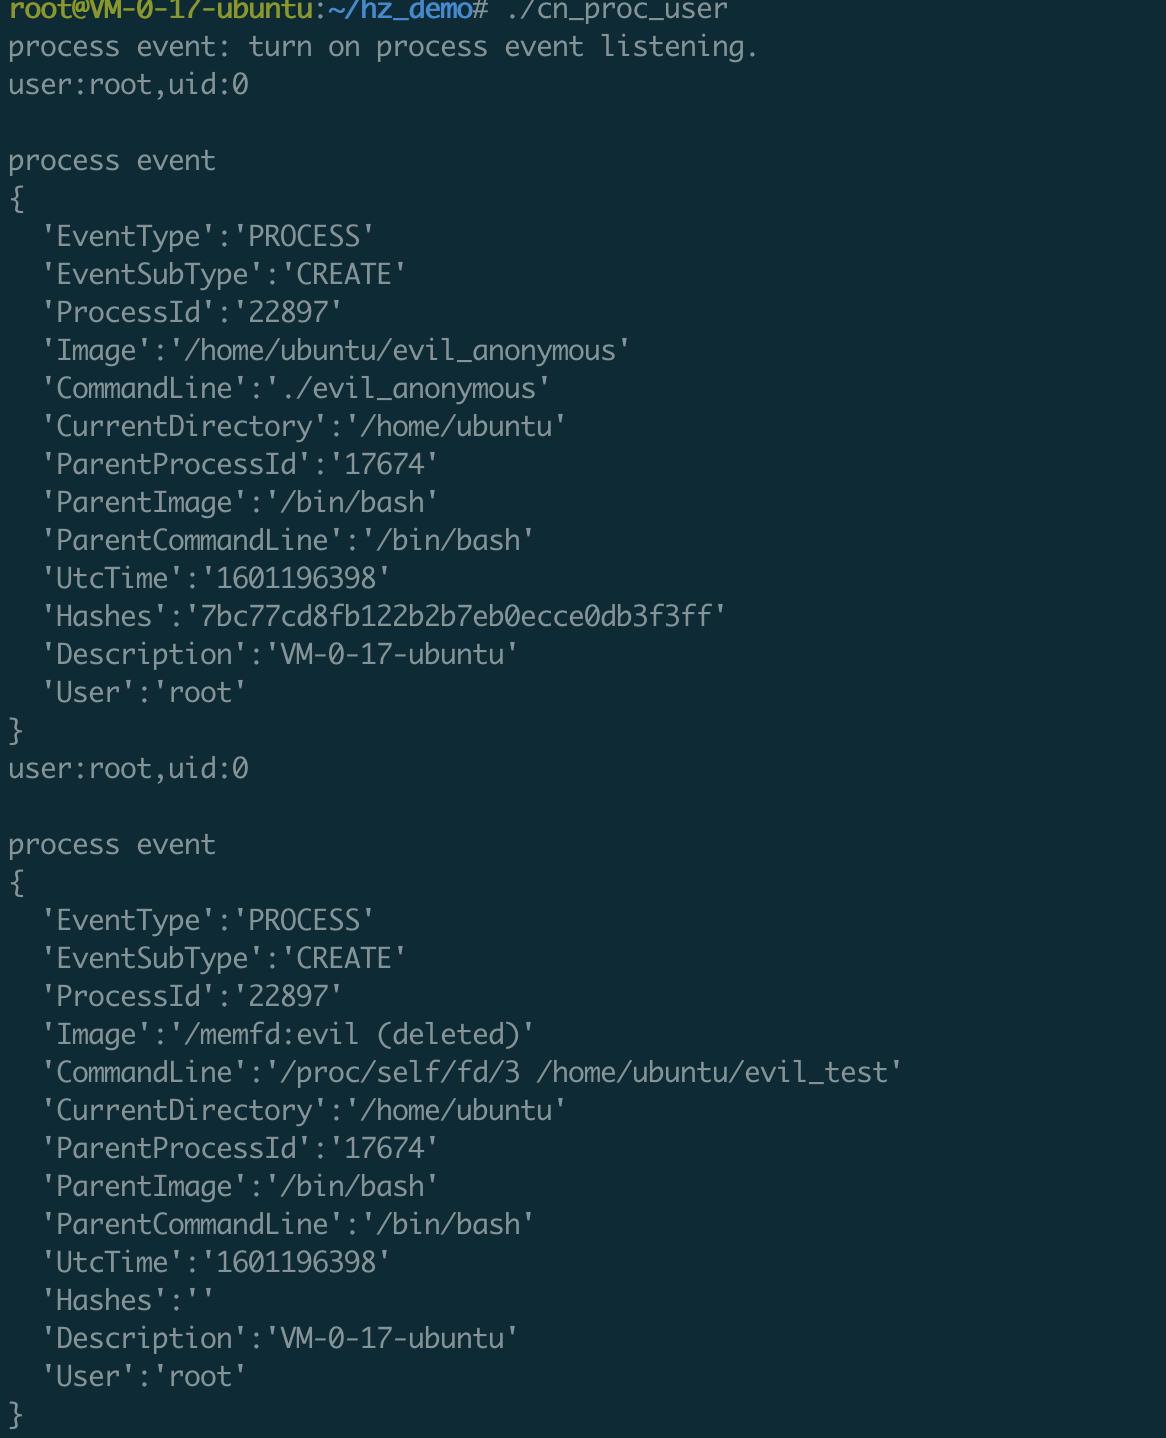 root@VM-0-17-ubuntu:~/hz_demo# ./cn_proc_user
process event: turn on process event listening.
user:root,uid:0
process event
{
  'EventType':'PROCESS'
  'EventSubType':'CREATE'
  'ProcessId':'22897'
  'Image':'/home/ubuntu/evil_anonymous'
  'CommandLine':'./evil_anonymous'
  'CurrentDirectory':'/home/ubuntu'
  'ParentProcessId':'17674'
  'ParentImage':'/bin/bash'
  'ParentCommandLine':'/bin/bash'
  'UtcTime':'1601196398'
  'Hashes':'7bc77cd8fb122b2b7eb0ecce0db3f3ff'
  'Description':'VM-0-17-ubuntu'
  'User':'root'
}
user:root,uid:0
process event
{
  'EventType':'PROCESS'
  'EventSubType':'CREATE'
  'ProcessId':'22897'
  'Image':'/memfd:evil (deleted)'
  'CommandLine':'/proc/self/fd/3 /home/ubuntu/evil_test'
  'CurrentDirectory':'/home/ubuntu'
  'ParentProcessId':'17674'
  'ParentImage':'/bin/bash'
  'ParentCommandLine':'/bin/bash'
  'UtcTime':'1601196398'
  'Hashes':''
  'Description':'VM-0-17-ubuntu'
  'User':'root'
}